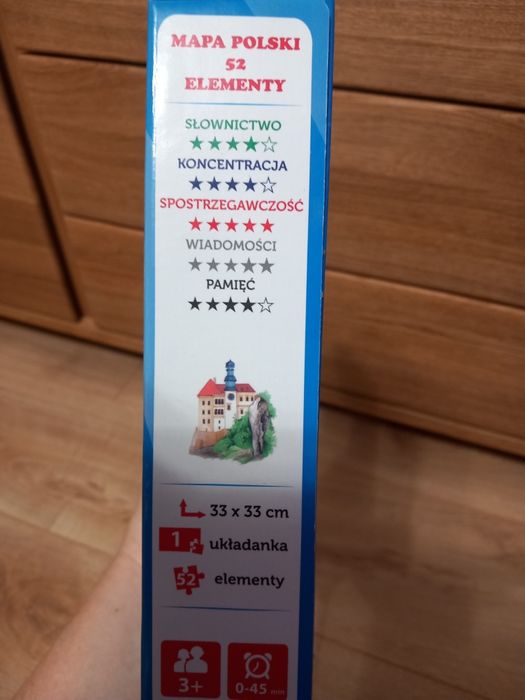 MAPA POLSKI
52
ELEMENTY
SŁOWNICTWO
KONCENTRACJA
SPOSTRZEGAWCZOŚĆ
WIADOMOŚCI
PAMIĘĆ
33 x 33 cm
1 układanka
52 elementy
3+ 0-45 min